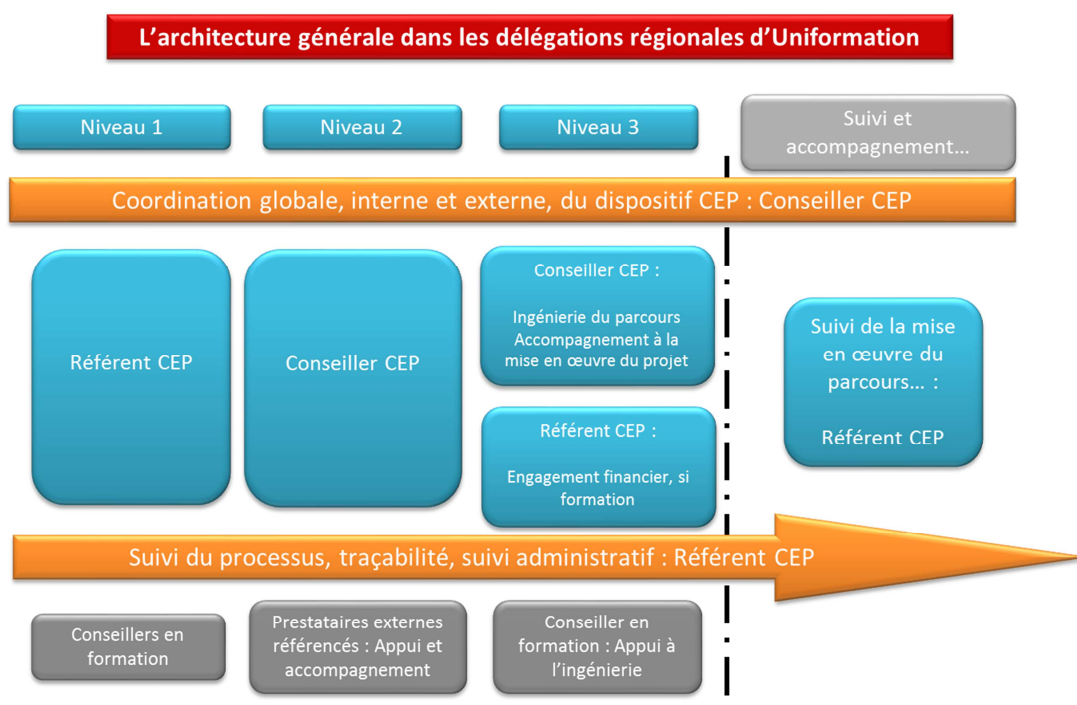 L'architecture générale dans les délégations régionales d'Uniformation
Niveau 1
Niveau 2
Niveau 3
Suivi et
accompagnement...
Coordination globale, interne et externe, du dispositif CEP : Conseiller CEP
Référent CEP
Conseiller CEP
Conseiller CEP :
Ingénierie du parcours
Accompagnement à la
mise en œuvre du projet
Référent CEP :
Engagement financier, si
formation
Suivi de la mise
en œuvre du
parcours... :
Référent CEP
Suivi du processus, traçabilité, suivi administratif : Référent CEP
Conseillers en
formation
Prestataires externes
référencés : Appui et
accompagnement
Conseiller en
formation : Appui à
l'ingénierie